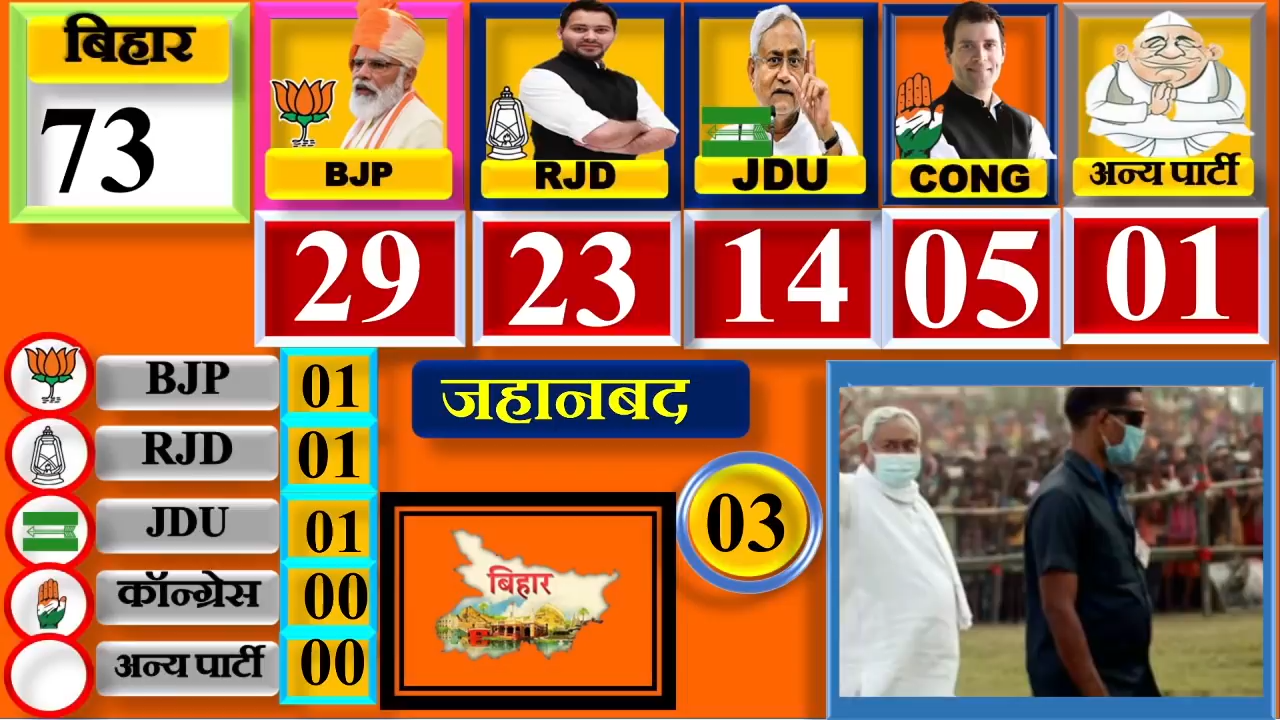 बिहार
73
BJP
RJD
JDU
CONG
अन्य पार्टी
29
23
14
05
01
BJP 01
RJD 01
JDU 01
कॉन्ग्रेस 00
अन्य पार्टी 00
जहानबद
03
बिहार